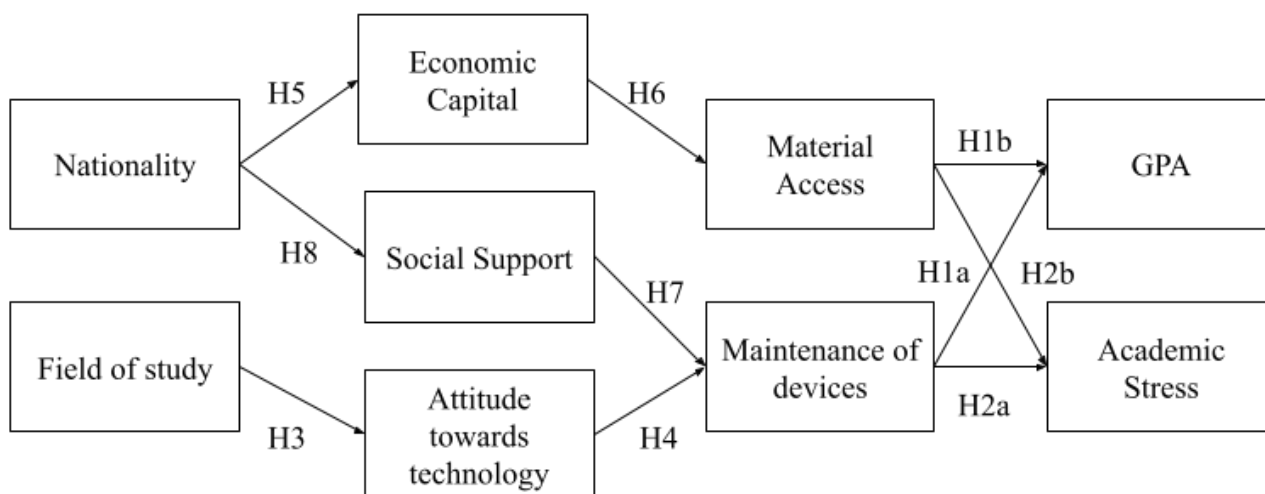 Economic
Capital
H5
H6
Nationality
Material
Access
H1b
GPA
H8
Social Support
H1a
H2b
H7
Field of study
Maintenance of
devices
Academic
Stress
H3
Attitude
towards
technology
H4
H2a